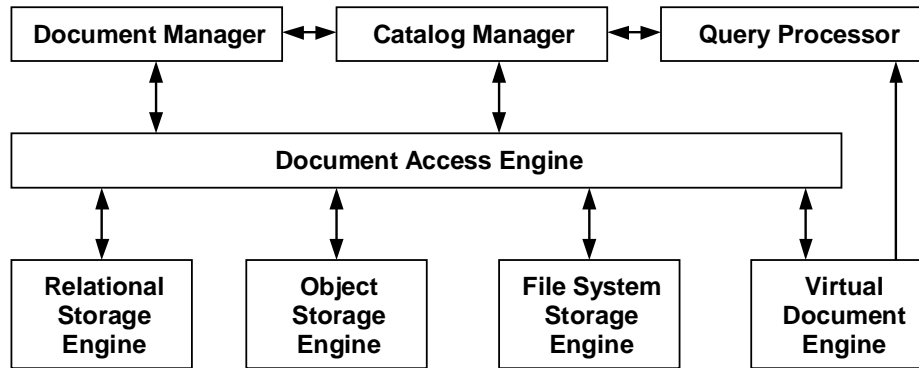 Document Manager
Catalog Manager
Query Processor
Document Access Engine
Relational
Storage
Engine
Object
Storage
Engine
File System
Storage
Engine
Virtual
Document
Engine